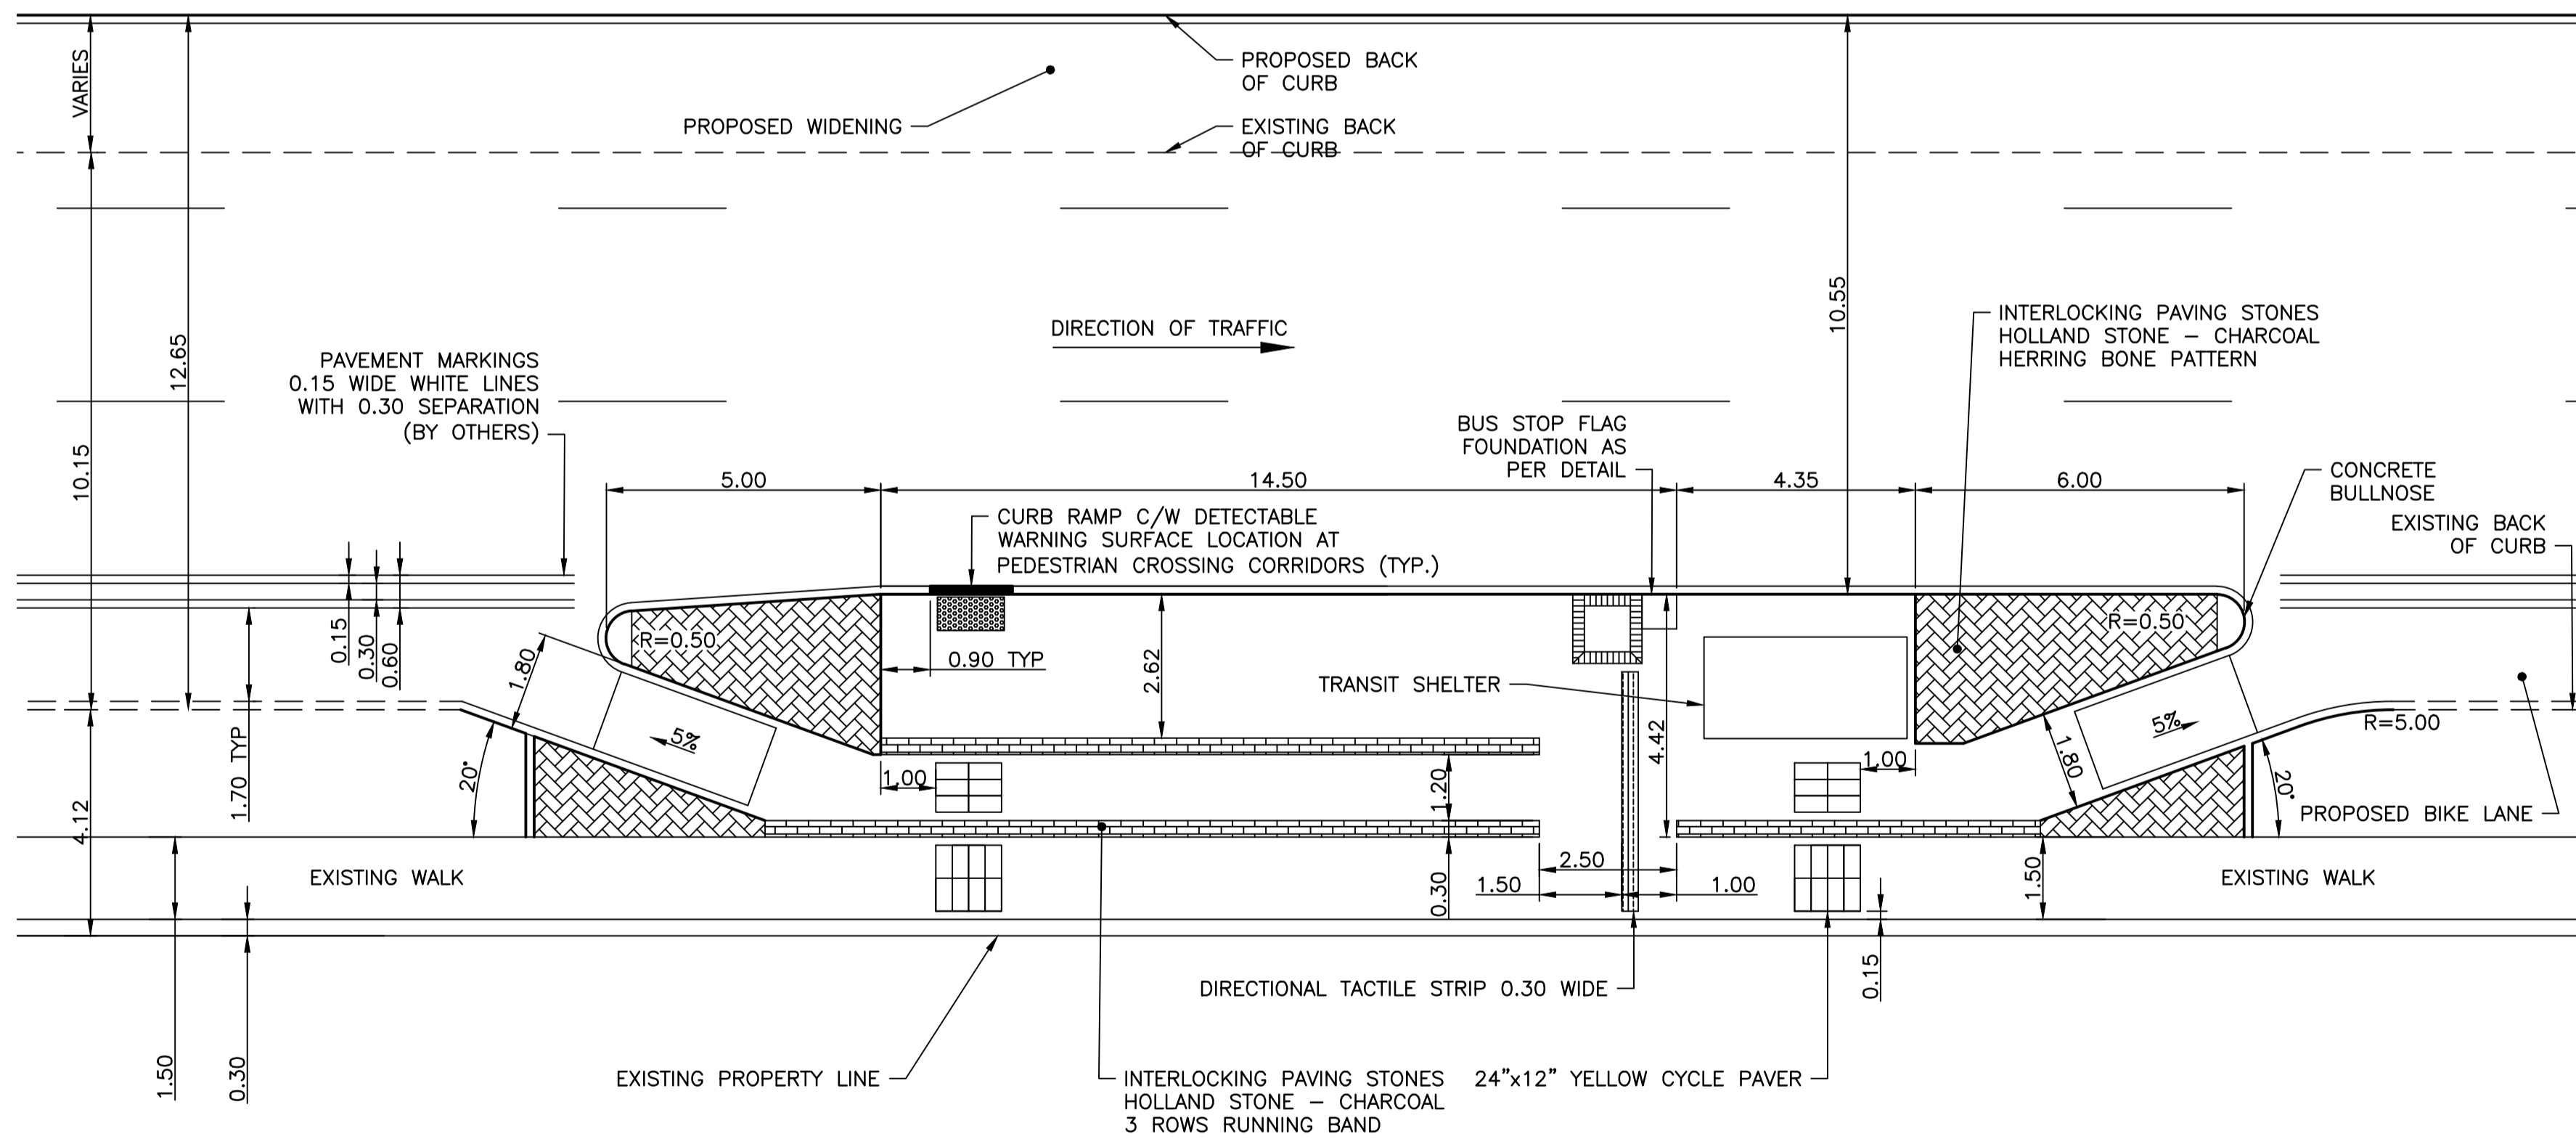 VARIES
PROPOSED BACK
OF CURB
PROPOSED WIDENING
EXISTING BACK
OF CURB
12.65
10.15
10.55
DIRECTION OF TRAFFIC
INTERLOCKING PAVING STONES
HOLLAND STONE – CHARCOAL
HERRING BONE PATTERN
PAVEMENT MARKINGS
0.15 WIDE WHITE LINES
WITH 0.30 SEPARATION
(BY OTHERS)
BUS STOP FLAG
FOUNDATION AS
PER DETAIL
5.00
14.50
4.35
6.00
CONCRETE
BULLNOSE
CURB RAMP C/W DETECTABLE
WARNING SURFACE LOCATION AT
PEDESTRIAN CROSSING CORRIDORS (TYP.)
EXISTING BACK
OF CURB
0.15
0.30
0.60
1.80
R=0.50
0.90 TYP
2.62
TRANSIT SHELTER
R=0.50
5%
5%
R=5.00
1.70 TYP
4.12
20°
1.00
1.20
4.42
1.00
1.80
20°
PROPOSED BIKE LANE
EXISTING WALK
2.50
1.50
1.00
0.30
1.50
EXISTING WALK
0.15
DIRECTIONAL TACTILE STRIP 0.30 WIDE
1.50
0.30
EXISTING PROPERTY LINE
INTERLOCKING PAVING STONES
HOLLAND STONE – CHARCOAL
3 ROWS RUNNING BAND
24”x12” YELLOW CYCLE PAVER